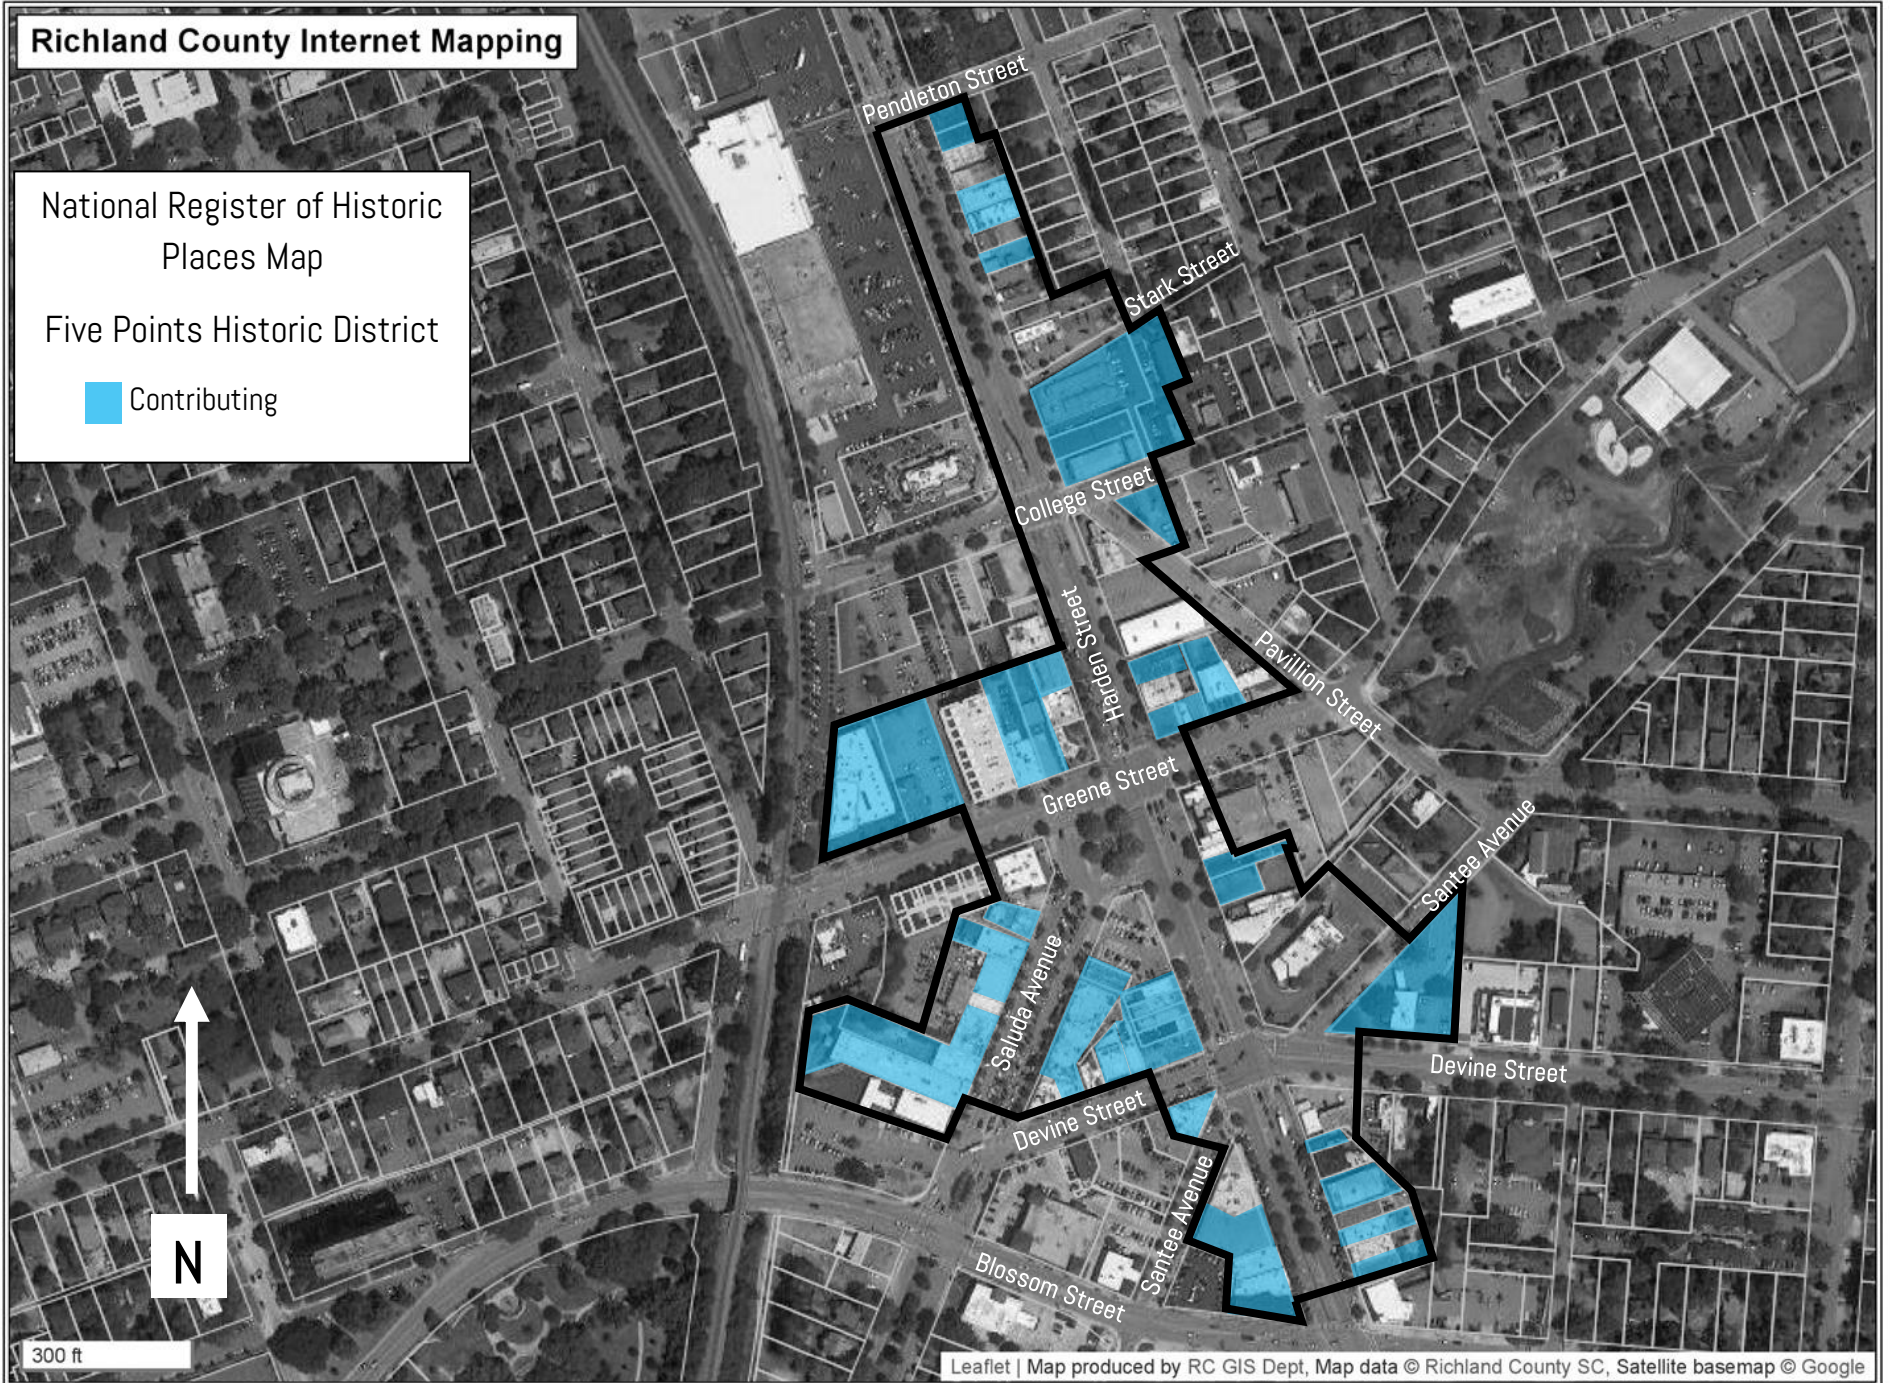 Richland County Internet Mapping
National Register of Historic
Places Map
Five Points Historic District
Contributing
Pendleton Street
Stark Street
College Street
Harden Street
Pavillion Street
Greene Street
Santee Avenue
Saluda Avenue
Devine Street
Devine Street
Santee Avenue
Blossom Street
N
300 ft
Leaflet | Map produced by RC GIS Dept, Map data © Richland County SC, Satellite basemap © Google